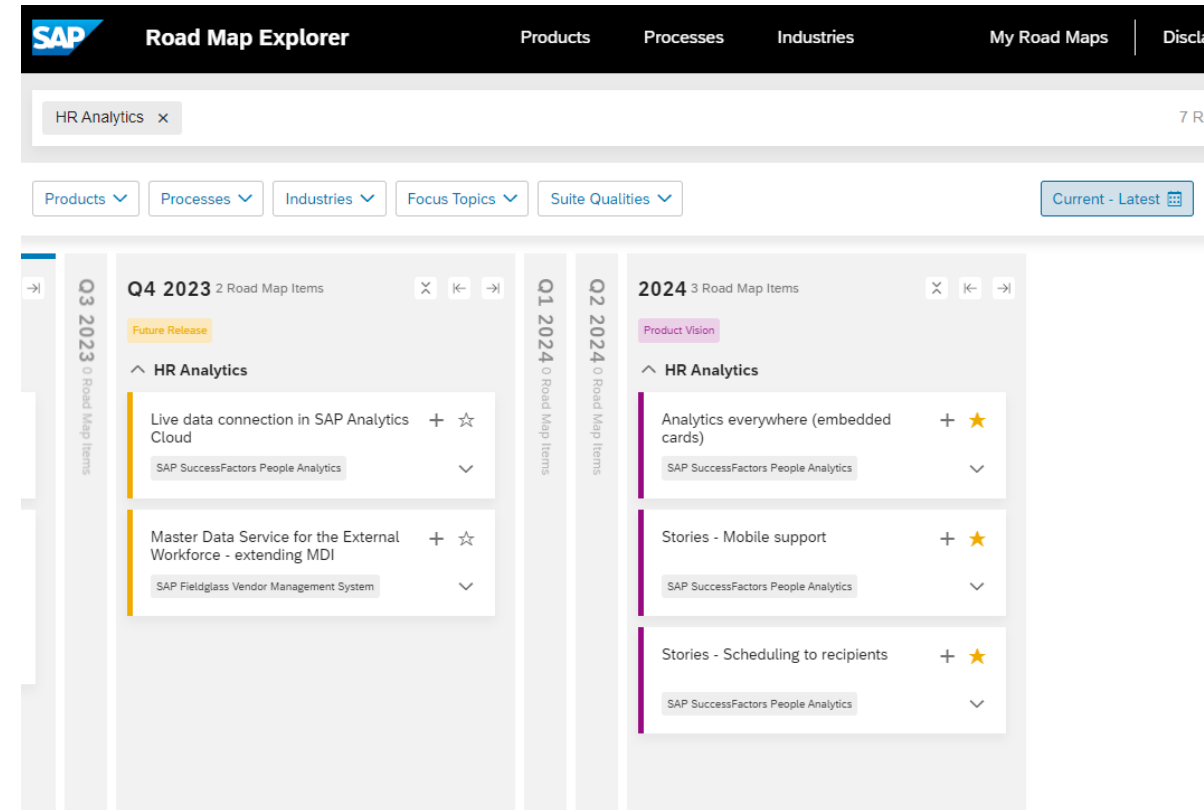 SAP
Road Map Explorer
Products
Processes
Industries
My Road Maps
Discla
HR Analytics ×
7 R
Products
Processes
Industries
Focus Topics
Suite Qualities
Current - Latest
Q3 2023 0 Road Map Items
Q4 2023 2 Road Map Items
Future Release
HR Analytics
Live data connection in SAP Analytics
Cloud
SAP SuccessFactors People Analytics
Master Data Service for the External
Workforce - extending MDI
SAP Fieldglass Vendor Management System
Q1 2024 0 Road Map Items
Q2 2024 0 Road Map Items
2024 3 Road Map Items
Product Vision
HR Analytics
Analytics everywhere (embedded
cards)
SAP SuccessFactors People Analytics
Stories - Mobile support
SAP SuccessFactors People Analytics
Stories - Scheduling to recipients
SAP SuccessFactors People Analytics